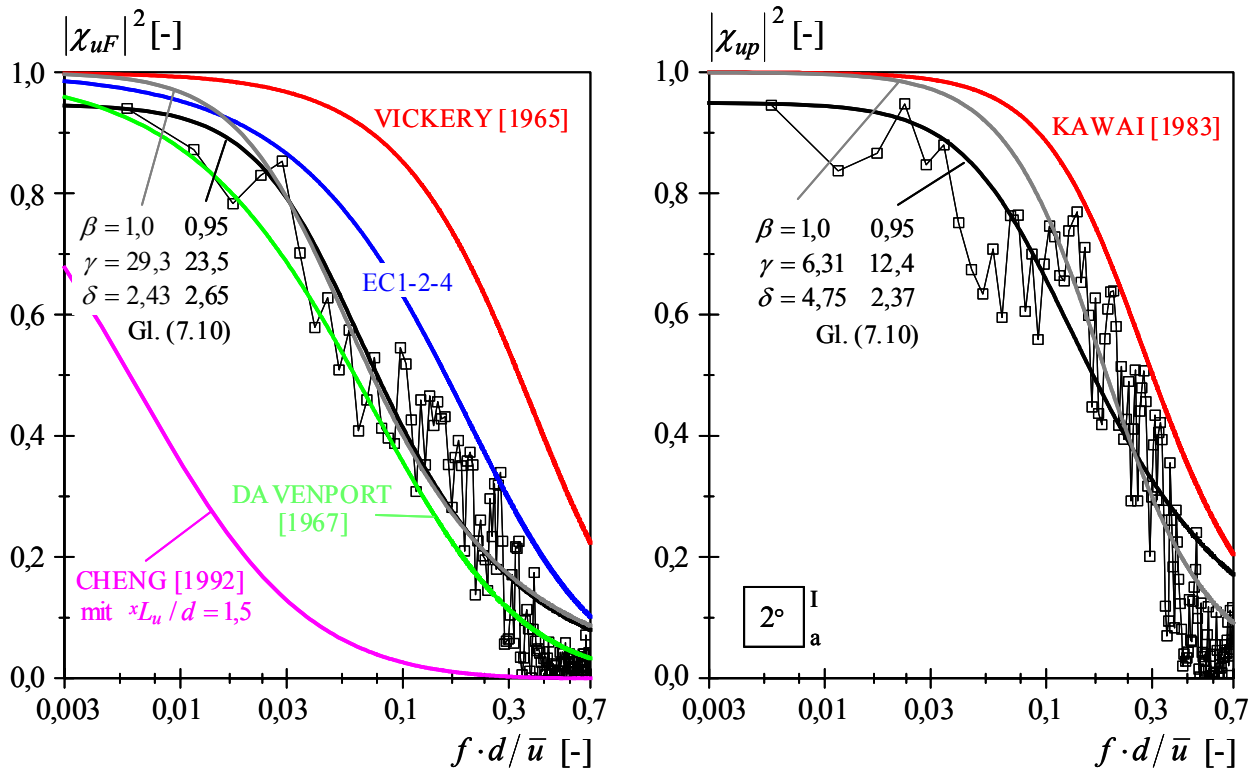 |χuF|² [-]
1,0
0,8
0,6
0,4
0,2
0,0
0,003
0,01
0,03
0,1
0,3
0,7
f · d / u̅ [-]
VICKERY [1965]
β = 1,0 0,95
γ = 29,3 23,5
δ = 2,43 2,65
Gl. (7.10)
EC1-2-4
DAVENPORT
[1967]
CHENG [1992]
mit ˣLu / d = 1,5
|χup|² [-]
1,0
0,8
0,6
0,4
0,2
0,0
0,003
0,01
0,03
0,1
0,3
0,7
f · d / u̅ [-]
KAWAI [1983]
β = 1,0 0,95
γ = 6,31 12,4
δ = 4,75 2,37
Gl. (7.10)
2°
I
a